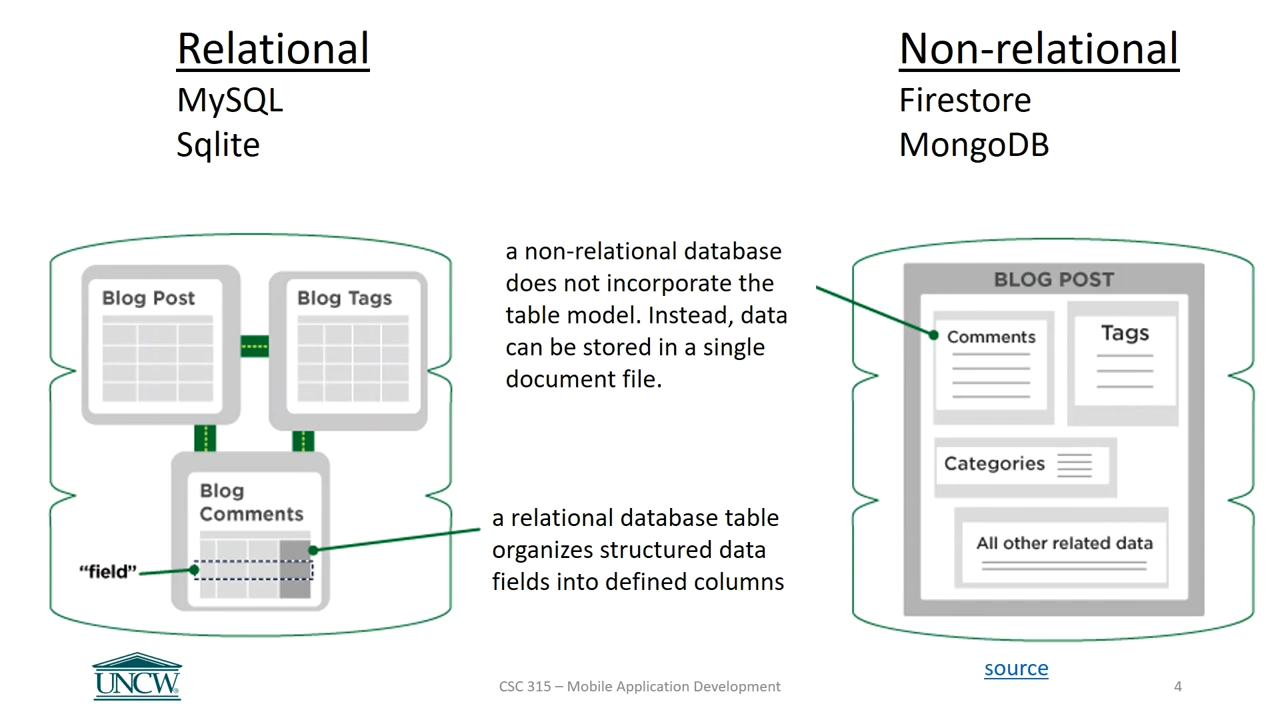 Relational
MySQL
Sqlite
Non-relational
Firestore
MongoDB
Blog Post
Blog Tags
Blog
Comments
“field”
a non-relational database
does not incorporate the
table model. Instead, data
can be stored in a single
document file.
a relational database table
organizes structured data
fields into defined columns
BLOG POST
Comments
Tags
Categories
All other related data
source
UNCW®
CSC 315 – Mobile Application Development
4